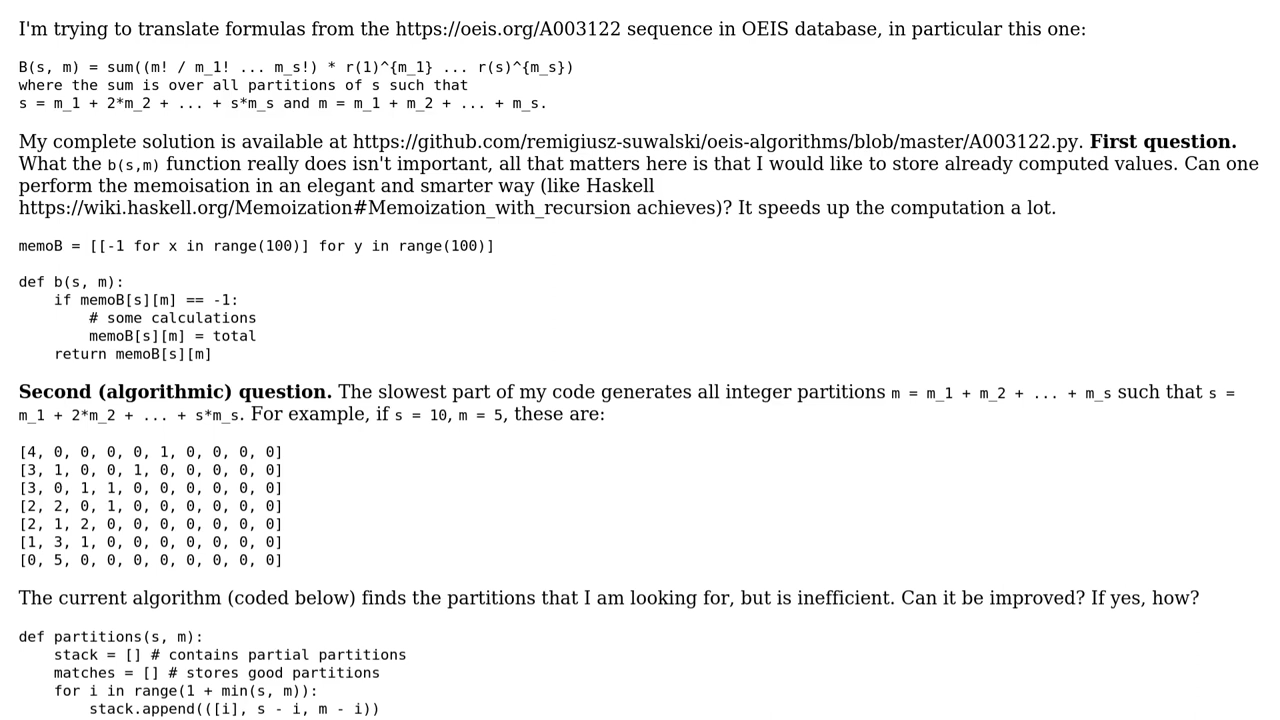 I'm trying to translate formulas from the https://oeis.org/A003122 sequence in OEIS database, in particular this one:
B(s, m) = sum((m! / m_1! ... m_s!) * r(1)^{m_1} ... r(s)^{m_s})
where the sum is over all partitions of s such that
s = m_1 + 2*m_2 + ... + s*m_s and m = m_1 + m_2 + ... + m_s.
My complete solution is available at https://github.com/remigiusz-suwalski/oeis-algorithms/blob/master/A003122.py. First question.
What the b(s,m) function really does isn't important, all that matters here is that I would like to store already computed values. Can one
perform the memoisation in an elegant and smarter way (like Haskell
https://wiki.haskell.org/Memoization#Memoization_with_recursion achieves)? It speeds up the computation a lot.
memoB = [[-1 for x in range(100)] for y in range(100)]
def b(s, m):
    if memoB[s][m] == -1:
        # some calculations
        memoB[s][m] = total
    return memoB[s][m]
Second (algorithmic) question. The slowest part of my code generates all integer partitions m = m_1 + m_2 + ... + m_s such that s =
m_1 + 2*m_2 + ... + s*m_s. For example, if s = 10, m = 5, these are:
[4, 0, 0, 0, 0, 1, 0, 0, 0, 0]
[3, 1, 0, 0, 1, 0, 0, 0, 0, 0]
[3, 0, 1, 1, 0, 0, 0, 0, 0, 0]
[2, 2, 0, 1, 0, 0, 0, 0, 0, 0]
[2, 1, 2, 0, 0, 0, 0, 0, 0, 0]
[1, 3, 1, 0, 0, 0, 0, 0, 0, 0]
[0, 5, 0, 0, 0, 0, 0, 0, 0, 0]
The current algorithm (coded below) finds the partitions that I am looking for, but is inefficient. Can it be improved? If yes, how?
def partitions(s, m):
    stack = [] # contains partial partitions
    matches = [] # stores good partitions
    for i in range(1 + min(s, m)):
        stack.append(([i], s - i, m - i))